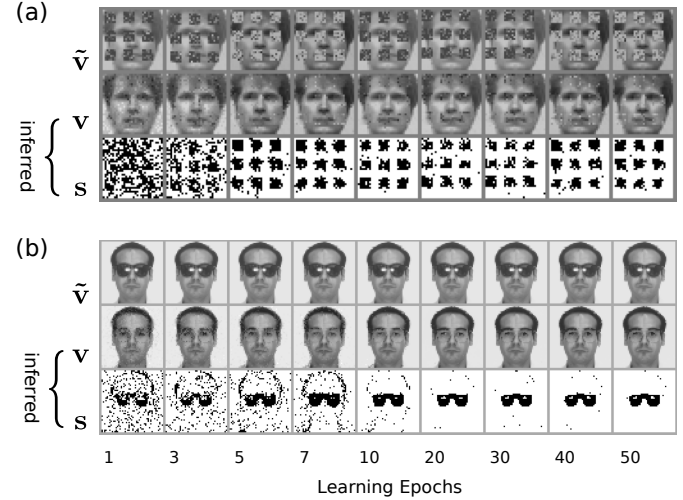 (a)
ṽ
v
inferred
s
(b)
ṽ
v
inferred
s
1 3 5 7 10 20 30 40 50
Learning Epochs